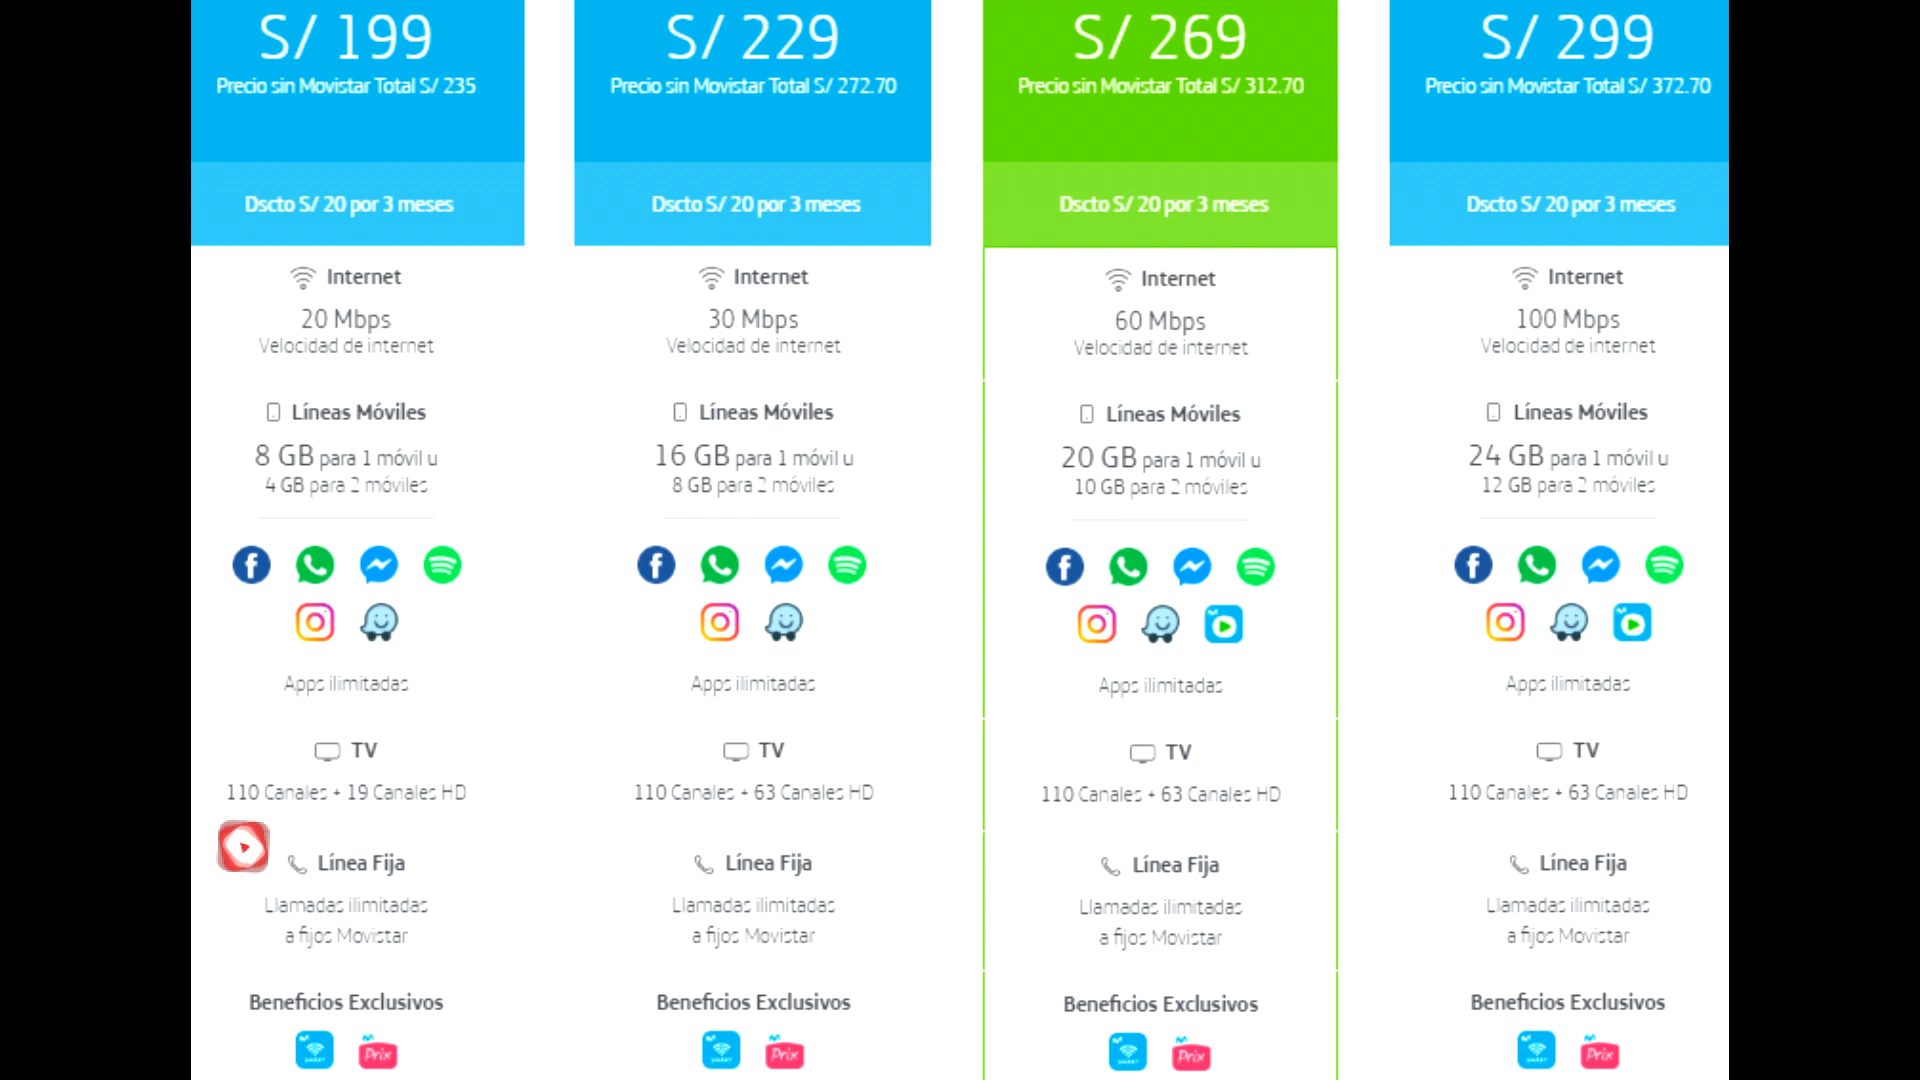 S/ 199
Precio sin Movistar Total S/ 235
Dscto S/ 20 por 3 meses
Internet
20 Mbps
Velocidad de internet
Líneas Móviles
8 GB para 1 móvil u
4 GB para 2 móviles
Apps ilimitadas
TV
110 Canales + 19 Canales HD
Línea Fija
Llamadas ilimitadas
a fijos Movistar
Beneficios Exclusivos
Prix
S/ 229
Precio sin Movistar Total S/ 272.70
Dscto S/ 20 por 3 meses
Internet
30 Mbps
Velocidad de internet
Líneas Móviles
16 GB para 1 móvil u
8 GB para 2 móviles
Apps ilimitadas
TV
110 Canales + 63 Canales HD
Línea Fija
Llamadas ilimitadas
a fijos Movistar
Beneficios Exclusivos
Prix
S/ 269
Precio sin Movistar Total S/ 312.70
Dscto S/ 20 por 3 meses
Internet
60 Mbps
Velocidad de internet
Líneas Móviles
20 GB para 1 móvil u
10 GB para 2 móviles
Apps ilimitadas
TV
110 Canales + 63 Canales HD
Línea Fija
Llamadas ilimitadas
a fijos Movistar
Beneficios Exclusivos
Prix
S/ 299
Precio sin Movistar Total S/ 372.70
Dscto S/ 20 por 3 meses
Internet
100 Mbps
Velocidad de internet
Líneas Móviles
24 GB para 1 móvil u
12 GB para 2 móviles
Apps ilimitadas
TV
110 Canales + 63 Canales HD
Línea Fija
Llamadas ilimitadas
a fijos Movistar
Beneficios Exclusivos
Prix